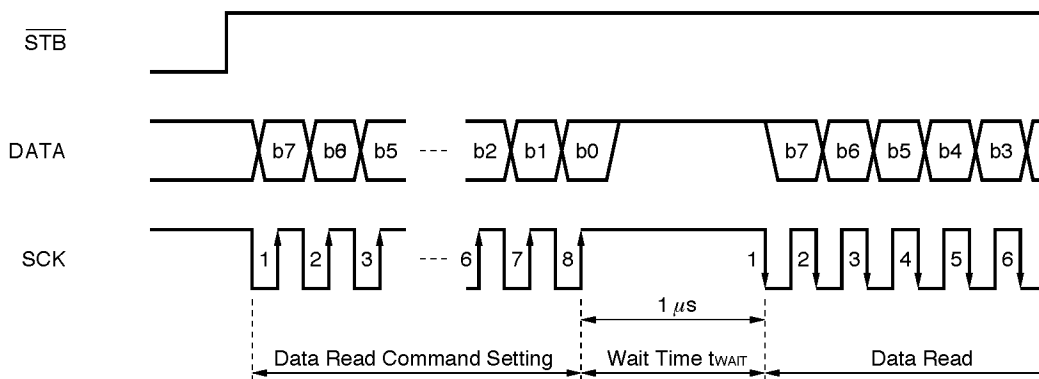 STB
DATA b7 b6 b5 --- b2 b1 b0 b7 b6 b5 b4 b3
SCK 1 2 3 --- 6 7 8 1 2 3 4 5 6
1 μs
Data Read Command Setting Wait Time tWAIT Data Read